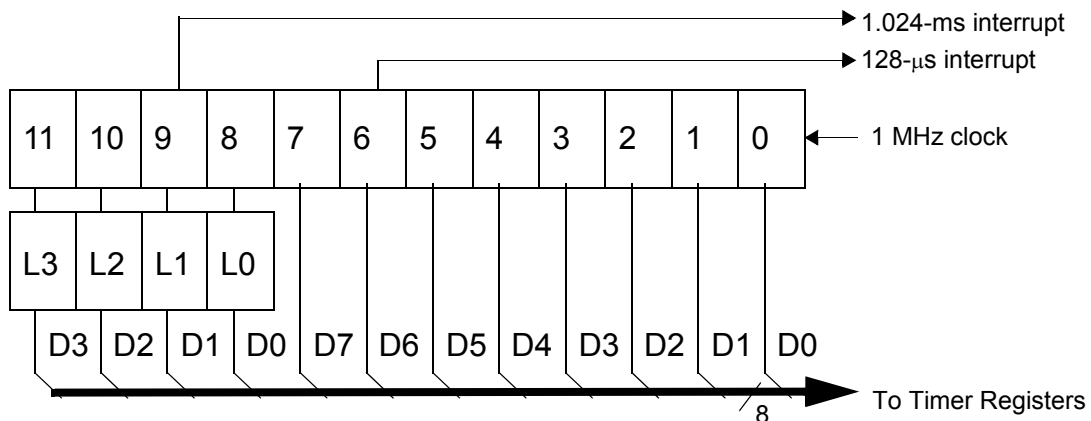 1.024-ms interrupt
128-μs interrupt
11 10 9 8 7 6 5 4 3 2 1 0
1 MHz clock
L3 L2 L1 L0
D3 D2 D1 D0 D7 D6 D5 D4 D3 D2 D1 D0
8
To Timer Registers